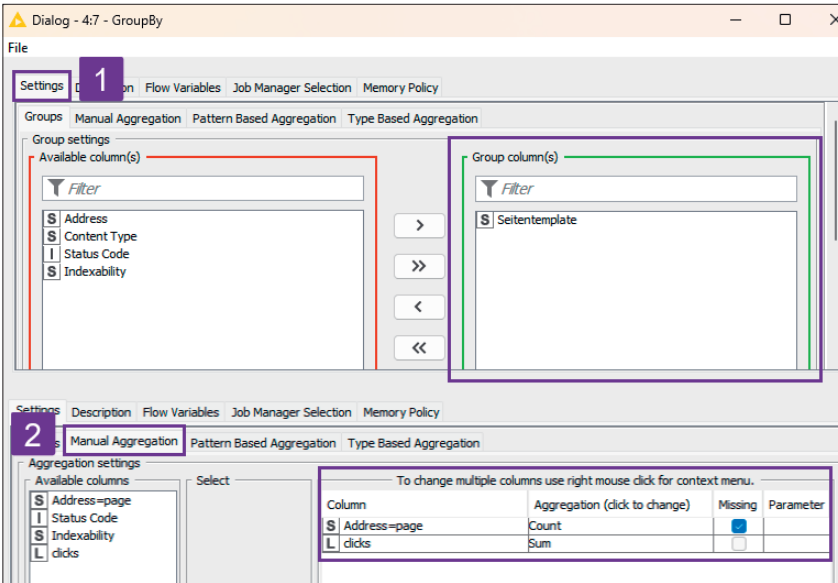 Dialog - 4:7 - GroupBy
File
Settings 1 on Flow Variables Job Manager Selection Memory Policy
Groups Manual Aggregation Pattern Based Aggregation Type Based Aggregation
Group settings
Available column(s)
Group column(s)
Filter
Filter
S Address
S Content Type
I Status Code
S Indexability
S Seitentemplate
>
>>
<
<<
Settings Description Flow Variables Job Manager Selection Memory Policy
2 s Manual Aggregation Pattern Based Aggregation Type Based Aggregation
Aggregation settings
Available columns
Select
To change multiple columns use right mouse click for context menu.
S Address=page
I Status Code
S Indexability
L clicks
Column Aggregation (click to change) Missing Parameter
S Address=page Count
L clicks Sum